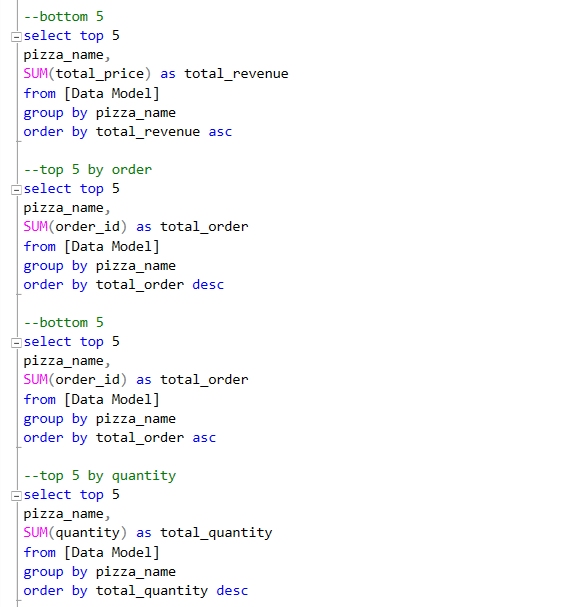 --bottom 5
select top 5
pizza_name,
SUM(total_price) as total_revenue
from [Data Model]
group by pizza_name
order by total_revenue asc
--top 5 by order
select top 5
pizza_name,
SUM(order_id) as total_order
from [Data Model]
group by pizza_name
order by total_order desc
--bottom 5
select top 5
pizza_name,
SUM(order_id) as total_order
from [Data Model]
group by pizza_name
order by total_order asc
--top 5 by quantity
select top 5
pizza_name,
SUM(quantity) as total_quantity
from [Data Model]
group by pizza_name
order by total_quantity desc